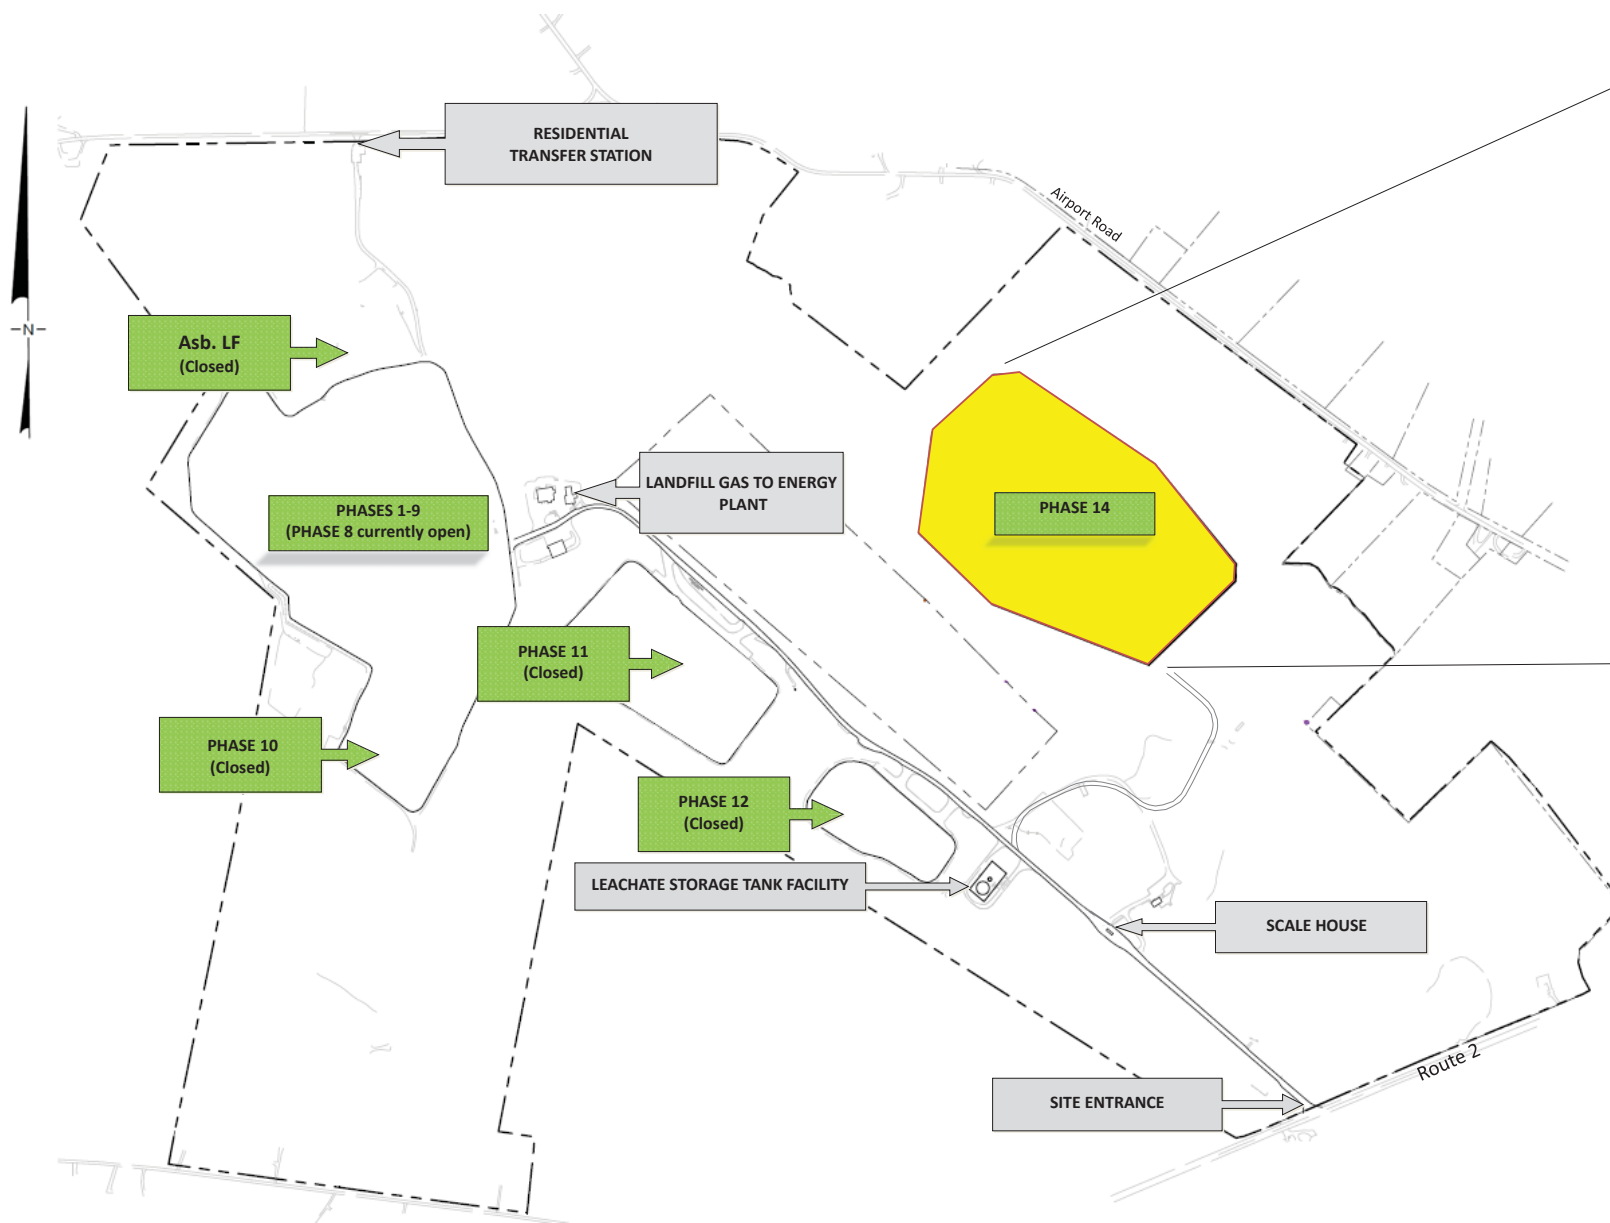 RESIDENTIAL
TRANSFER STATION
Airport Road
-N-
Asb. LF
(Closed)
LANDFILL GAS TO ENERGY
PLANT
PHASES 1-9
(PHASE 8 currently open)
PHASE 14
PHASE 11
(Closed)
PHASE 10
(Closed)
PHASE 12
(Closed)
LEACHATE STORAGE TANK FACILITY
SCALE HOUSE
Route 2
SITE ENTRANCE